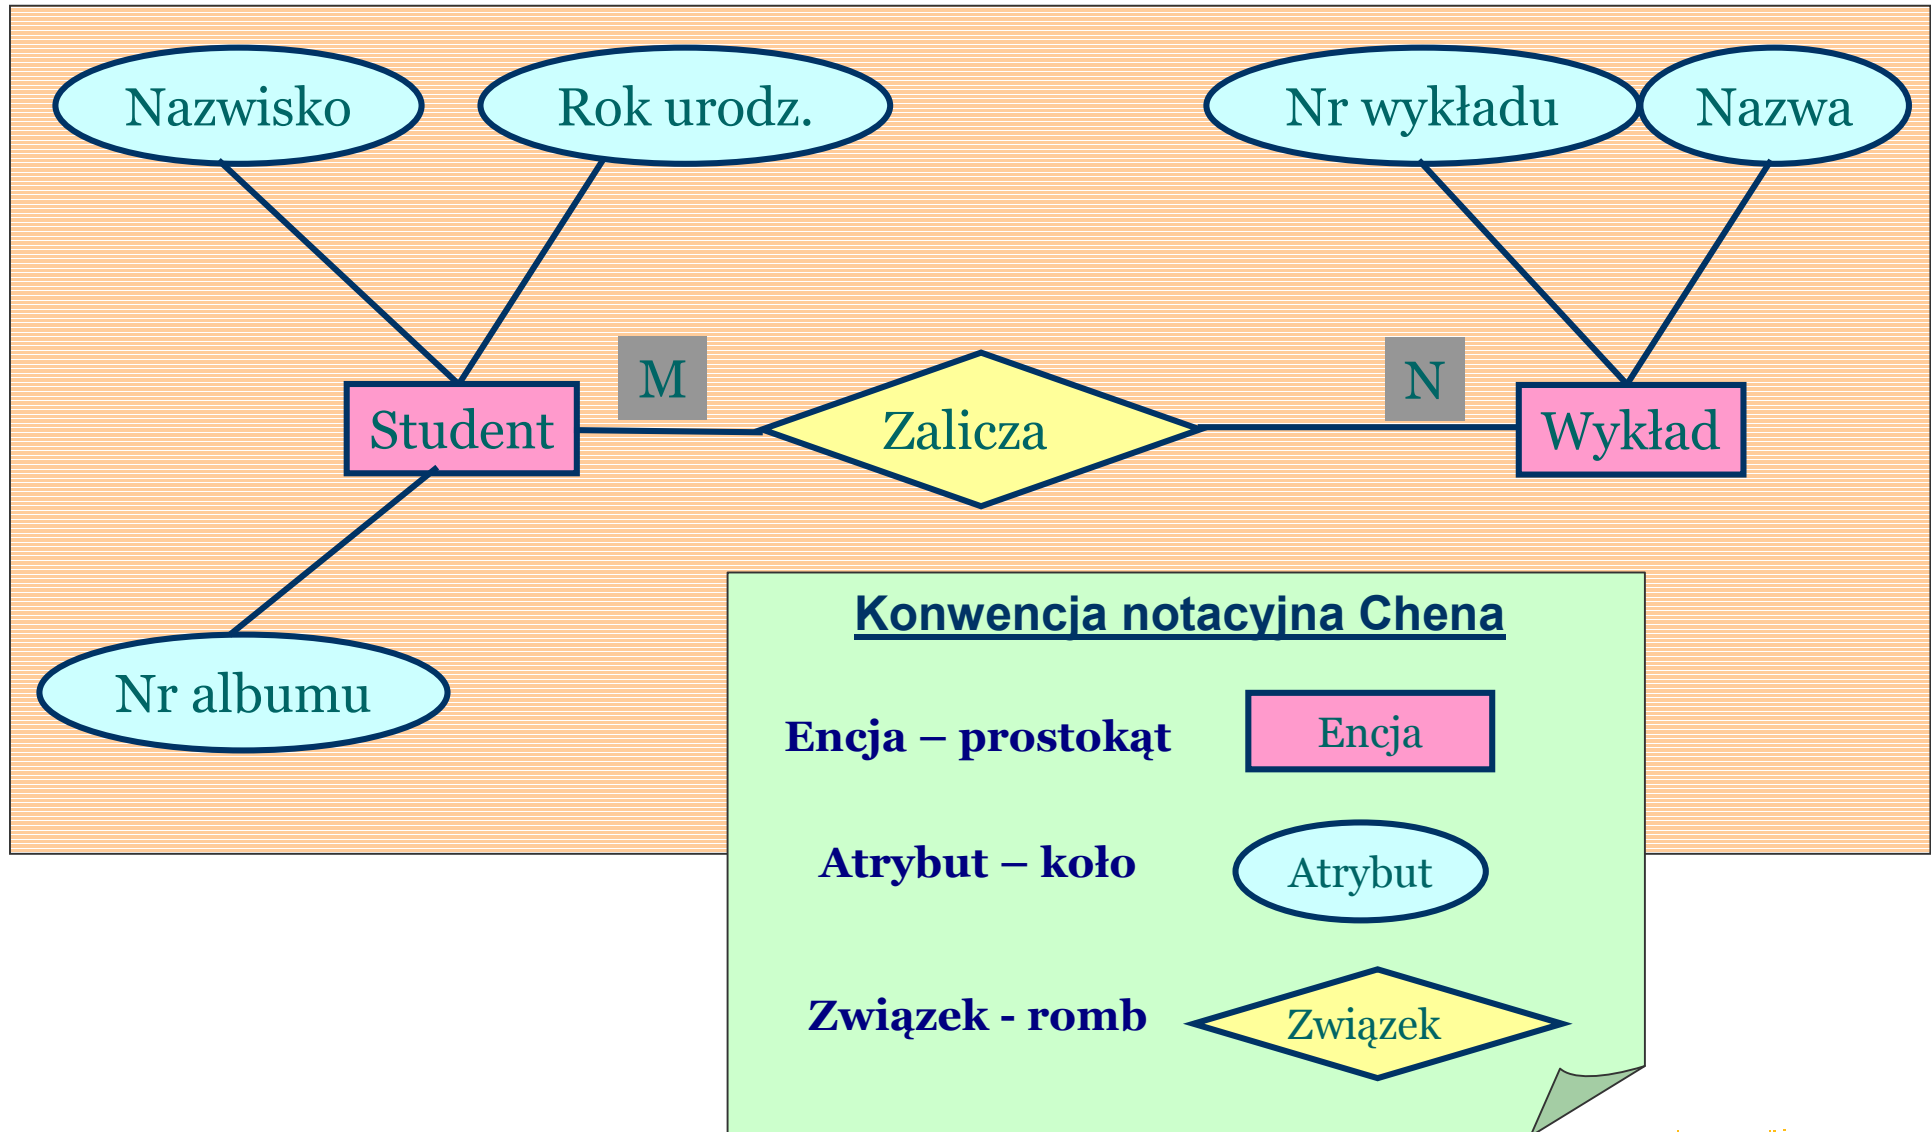 Nazwisko
Rok urodz.
Nr wykładu
Nazwa
M
N
Student
Zalicza
Wykład
Nr albumu
Konwencja notacyjna Chena
Encja – prostokąt
Encja
Atrybut – koło
Atrybut
Związek - romb
Związek